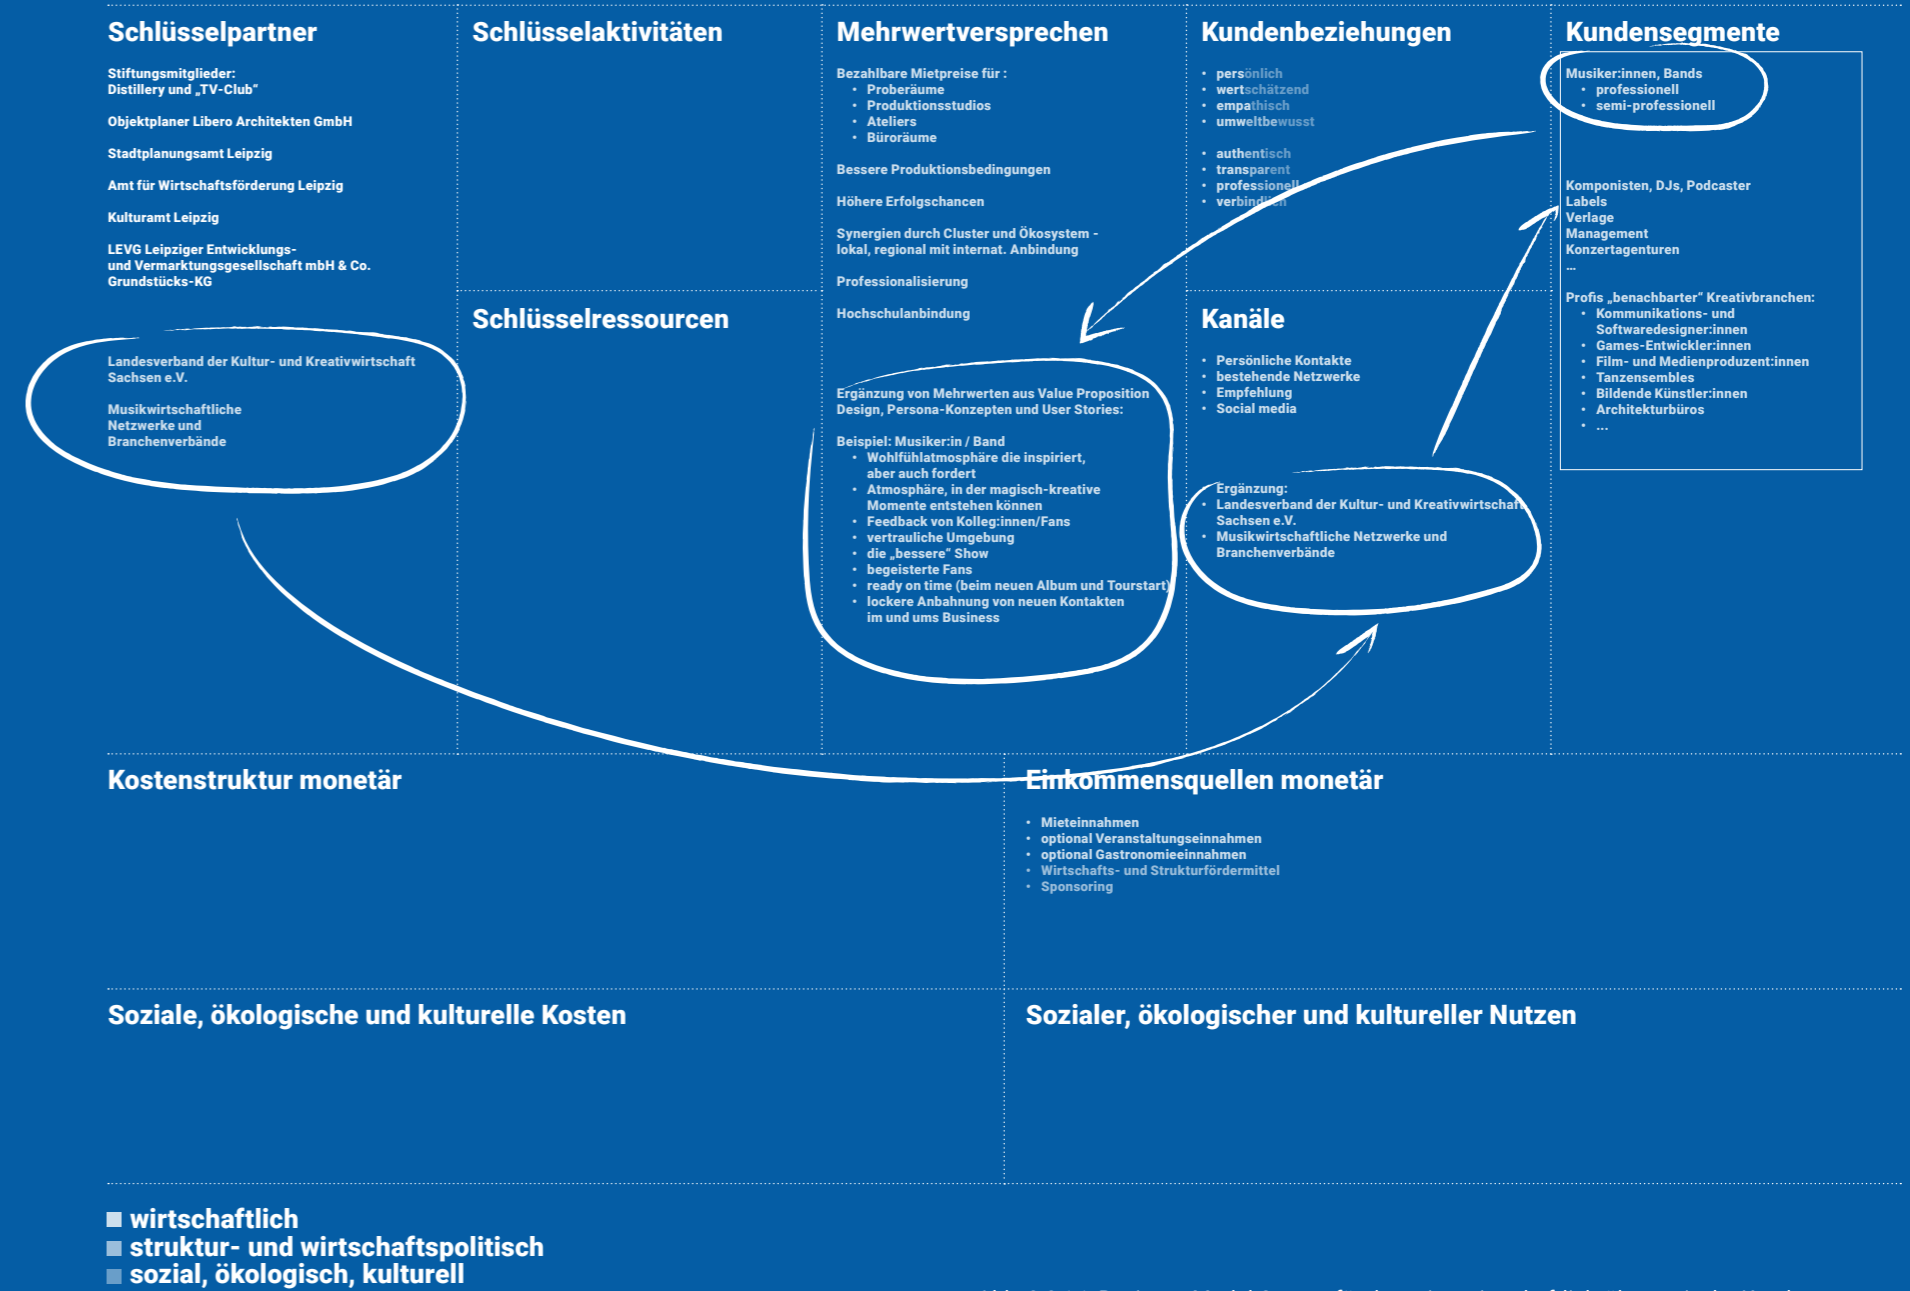 Schlüsselpartner
Stiftungsmitglieder:
Distillery und „TV-Club“
Objektplaner Libero Architekten GmbH
Stadtplanungsamt Leipzig
Amt für Wirtschaftsförderung Leipzig
Kulturamt Leipzig
LEVG Leipziger Entwicklungs-
und Vermarktungsgesellschaft mbH & Co.
Grundstücks-KG
Landesverband der Kultur- und Kreativwirtschaft
Sachsen e.V.
Musikwirtschaftliche
Netzwerke und
Branchenverbände
Schlüsselaktivitäten
Schlüsselressourcen
Mehrwertversprechen
Bezahlbare Mietpreise für :
• Proberäume
• Produktionsstudios
• Ateliers
• Büroräume
Bessere Produktionsbedingungen
Höhere Erfolgschancen
Synergien durch Cluster und Ökosystem -
lokal, regional mit internat. Anbindung
Professionalisierung
Hochschulanbindung
Ergänzung von Mehrwerten aus Value Proposition
Design, Persona-Konzepten und User Stories:
Beispiel: Musiker:in / Band
• Wohlfühlatmosphäre die inspiriert,
aber auch fordert
• Atmosphäre, in der magisch-kreative
Momente entstehen können
• Feedback von Kolleg:innen/Fans
• vertrauliche Umgebung
• die „bessere“ Show
• begeisterte Fans
• ready on time (beim neuen Album und Tourstart)
• lockere Anbahnung von neuen Kontakten
im und ums Business
Kundenbeziehungen
• persönlich
• wertschätzend
• empathisch
• umweltbewusst
• authentisch
• transparent
• professionell
• verbindlich
Kanäle
• Persönliche Kontakte
• bestehende Netzwerke
• Empfehlung
• Social media
Ergänzung:
• Landesverband der Kultur- und Kreativwirtschaft
Sachsen e.V.
• Musikwirtschaftliche Netzwerke und
Branchenverbände
Kundensegmente
Musiker:innen, Bands
• professionell
• semi-professionell
Komponisten, DJs, Podcaster
Labels
Verlage
Management
Konzertagenturen
...
Profis „benachbarter“ Kreativbranchen:
• Kommunikations- und
Softwaredesigner:innen
• Games-Entwickler:innen
• Film- und Medienproduzent:innen
• Tanzensembles
• Bildende Künstler:innen
• Architekturbüros
• ...
Kostenstruktur monetär
Einkommensquellen monetär
• Mieteinnahmen
• optional Veranstaltungseinnahmen
• optional Gastronomieeinnahmen
• Wirtschafts- und Strukturfördermittel
• Sponsoring
Soziale, ökologische und kulturelle Kosten
Sozialer, ökologischer und kultureller Nutzen
wirtschaftlich
struktur- und wirtschaftspolitisch
sozial, ökologisch, kulturell